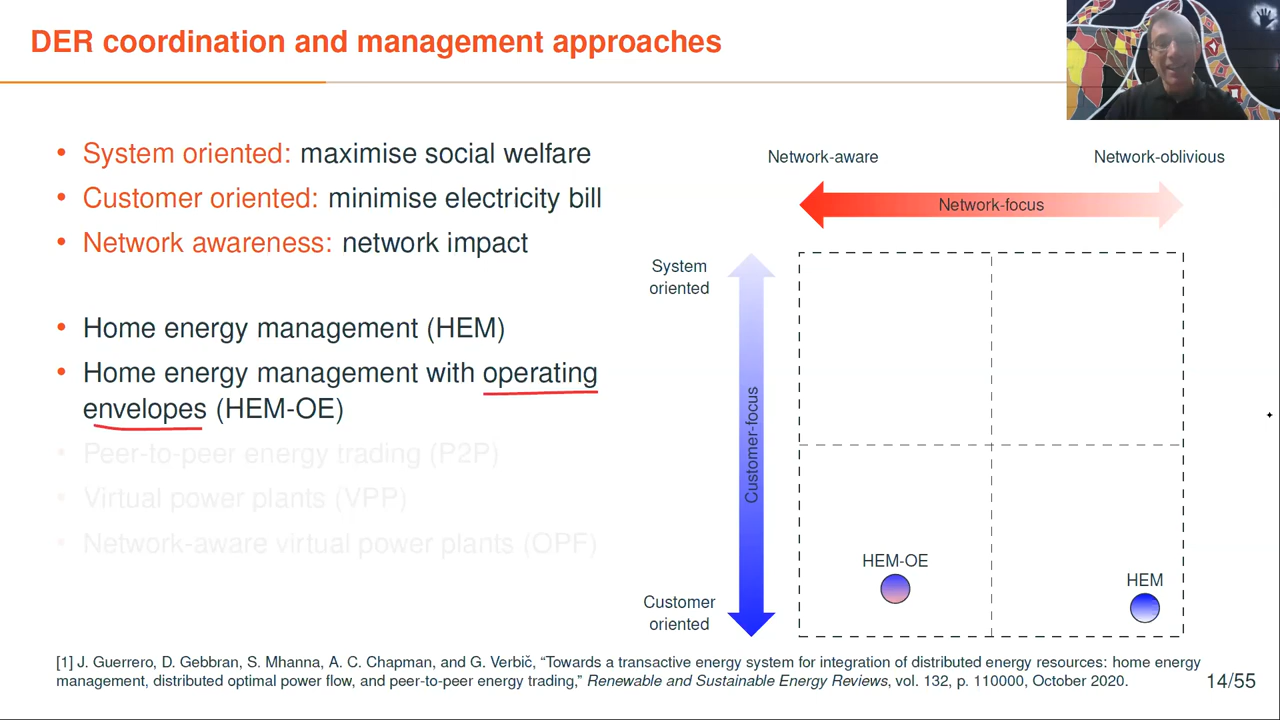 DER coordination and management approaches
• System oriented: maximise social welfare
• Customer oriented: minimise electricity bill
• Network awareness: network impact
• Home energy management (HEM)
• Home energy management with operating
envelopes (HEM-OE)
• Peer-to-peer energy trading (P2P)
• Virtual power plants (VPP)
• Network-aware virtual power plants (OPF)
Network-aware
Network-oblivious
Network-focus
System
oriented
Customer-focus
Customer
oriented
HEM-OE
HEM
[1] J. Guerrero, D. Gebbran, S. Mhanna, A. C. Chapman, and G. Verbič, “Towards a transactive energy system for integration of distributed energy resources: home energy
management, distributed optimal power flow, and peer-to-peer energy trading,” Renewable and Sustainable Energy Reviews, vol. 132, p. 110000, October 2020.
14/55